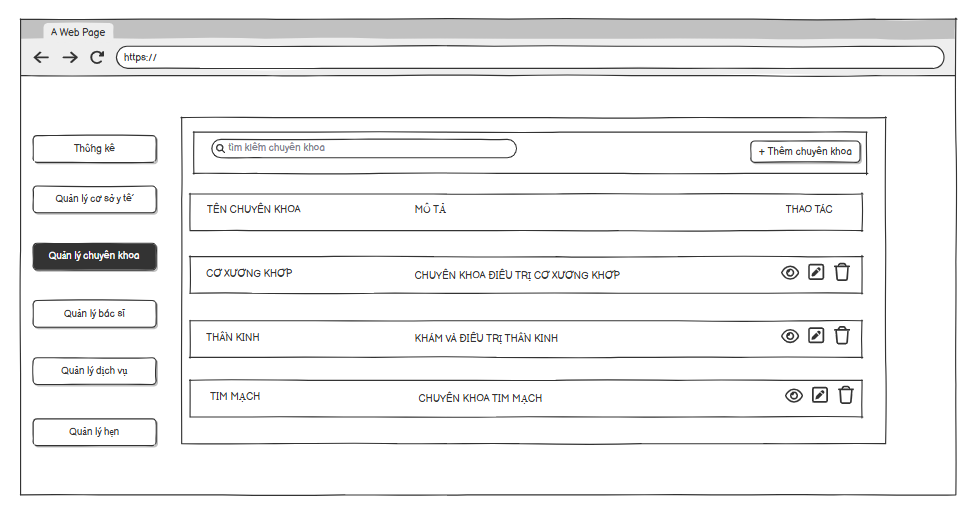 A Web Page
https://
Thống kê
Quản lý cơ sở y tế
Quản lý chuyên khoa
Quản lý bác sĩ
Quản lý dịch vụ
Quản lý hẹn
tìm kiếm chuyên khoa
+ Thêm chuyên khoa
TÊN CHUYÊN KHOA MÔ TẢ THAO TÁC
CƠ XƯƠNG KHỚP CHUYÊN KHOA ĐIỀU TRỊ CƠ XƯƠNG KHỚP
THẦN KINH KHÁM VÀ ĐIỀU TRỊ THẦN KINH
TIM MẠCH CHUYÊN KHOA TIM MẠCH